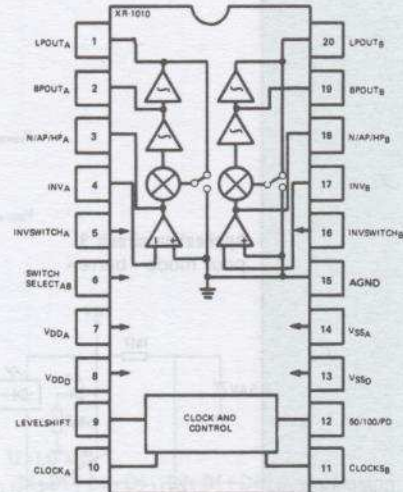 XR-1010
LPOUTA 1
BPOUTA 2
N/AP/HPA 3
INVA 4
INVSWITCHA 5
SWITCH
SELECTAB 6
VDDA 7
VDDD 8
LEVELSHIFT 9
CLOCKA 10
20 LPOUTB
19 BPOUTB
18 N/AP/HPB
17 INVB
16 INVSWITCHB
15 AGND
14 VSSA
13 VSSD
12 50/100/PD
11 CLOCKSB
CLOCK AND
CONTROL